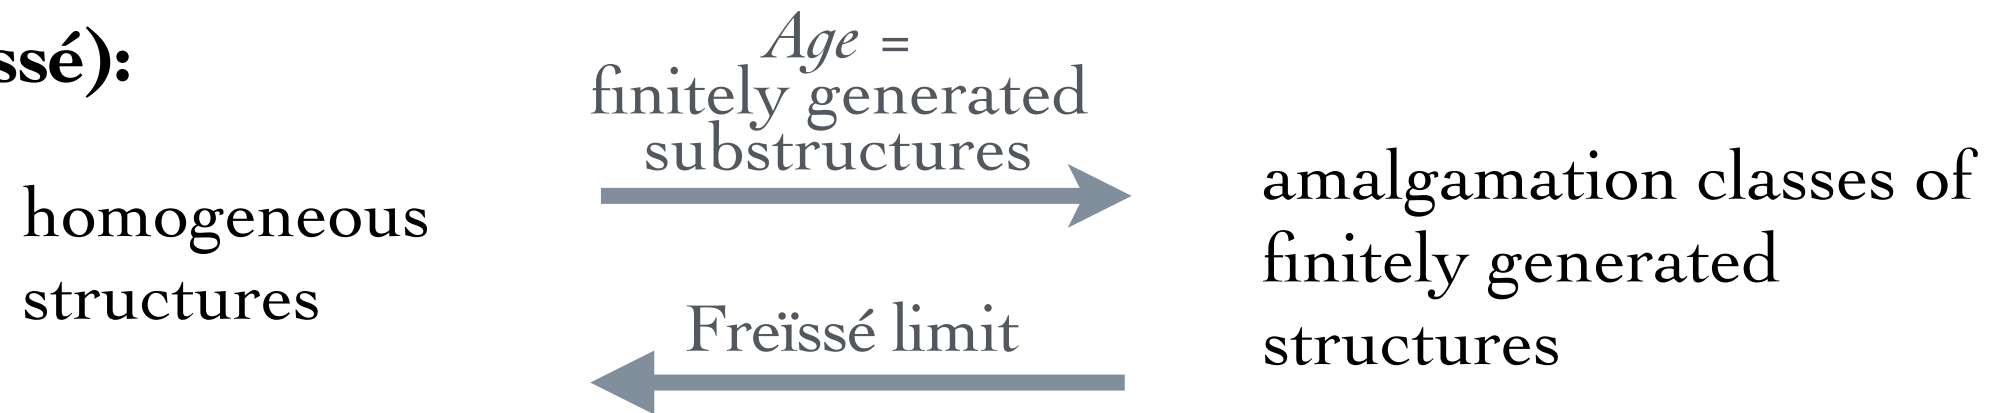 ssé):
Age =
finitely generated
substructures
homogeneous
structures
amalgamation classes of
finitely generated
structures
Freïssé limit